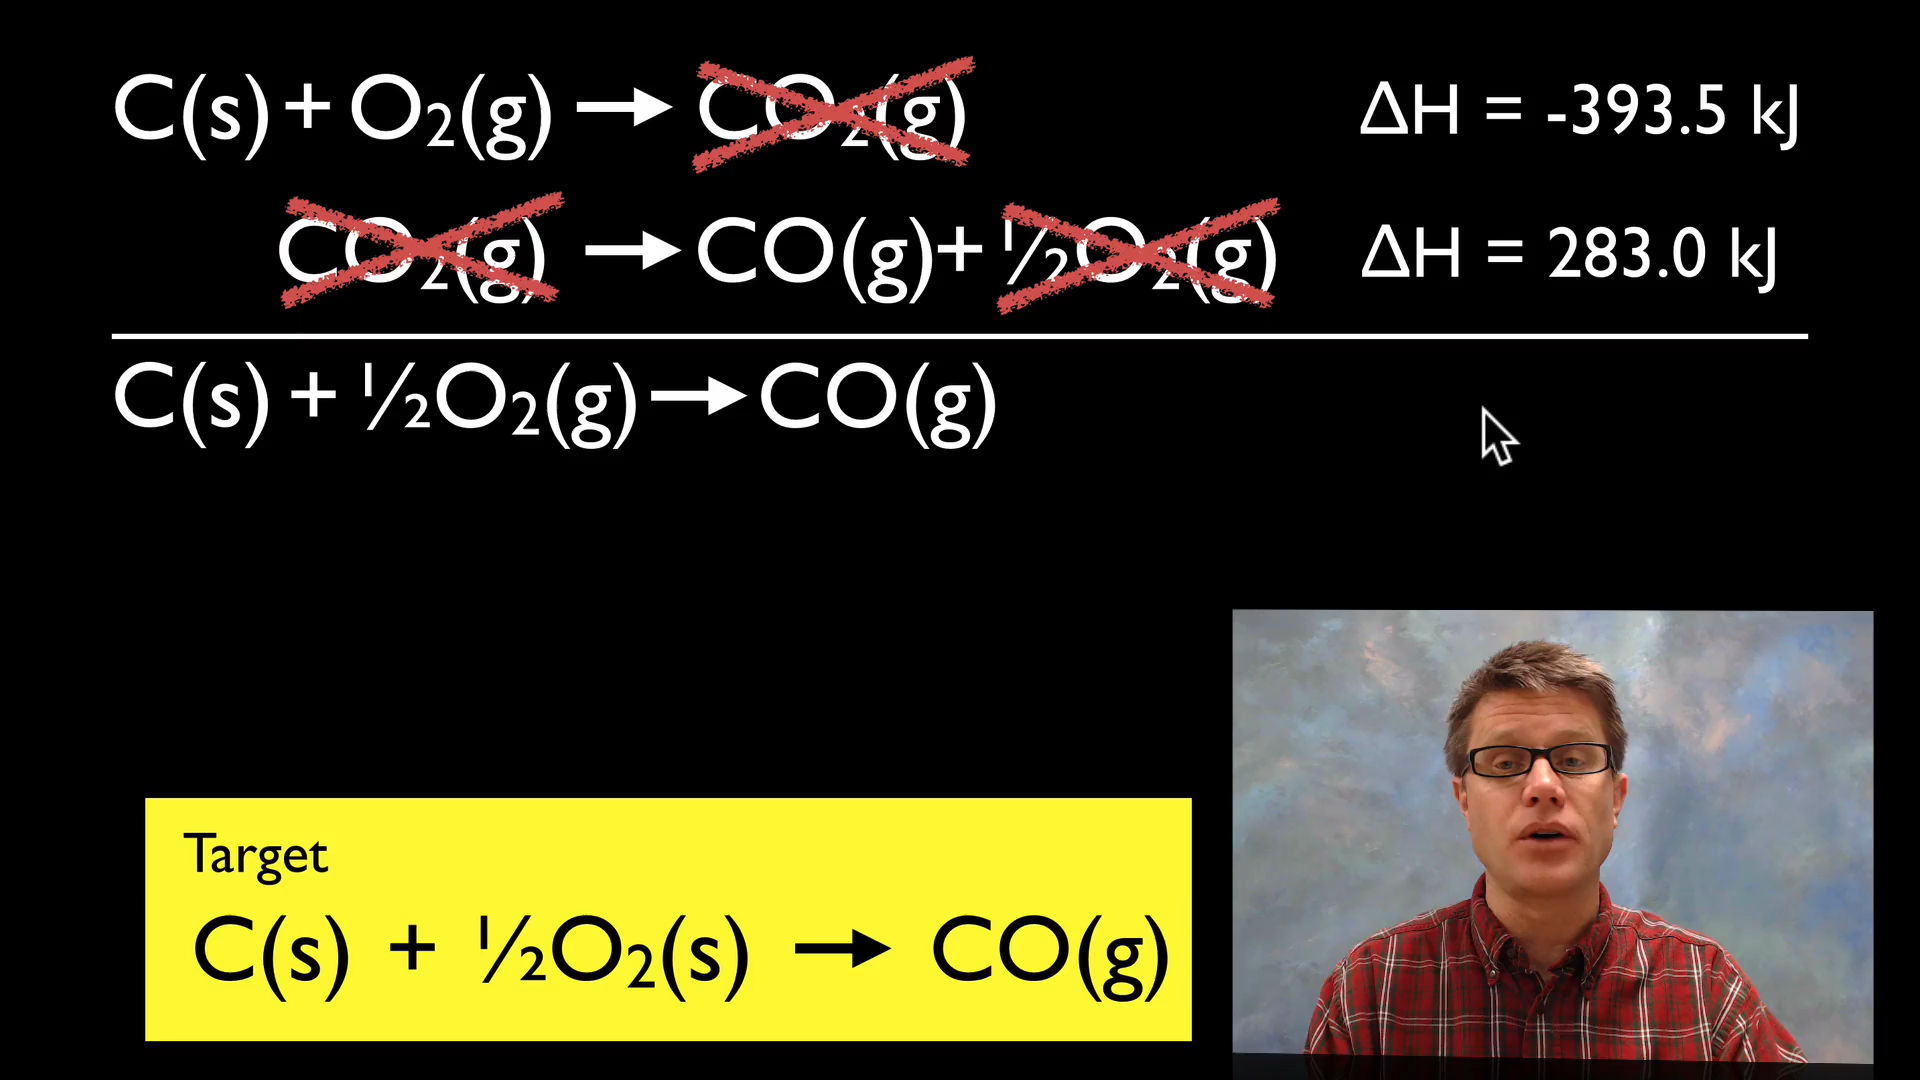 C(s) + O₂(g) → CO₂(g) ΔH = -393.5 kJ
CO₂(g) → CO(g) + ½O₂(g) ΔH = 283.0 kJ
C(s) + ½O₂(g) → CO(g)
Target
C(s) + ½O₂(s) → CO(g)